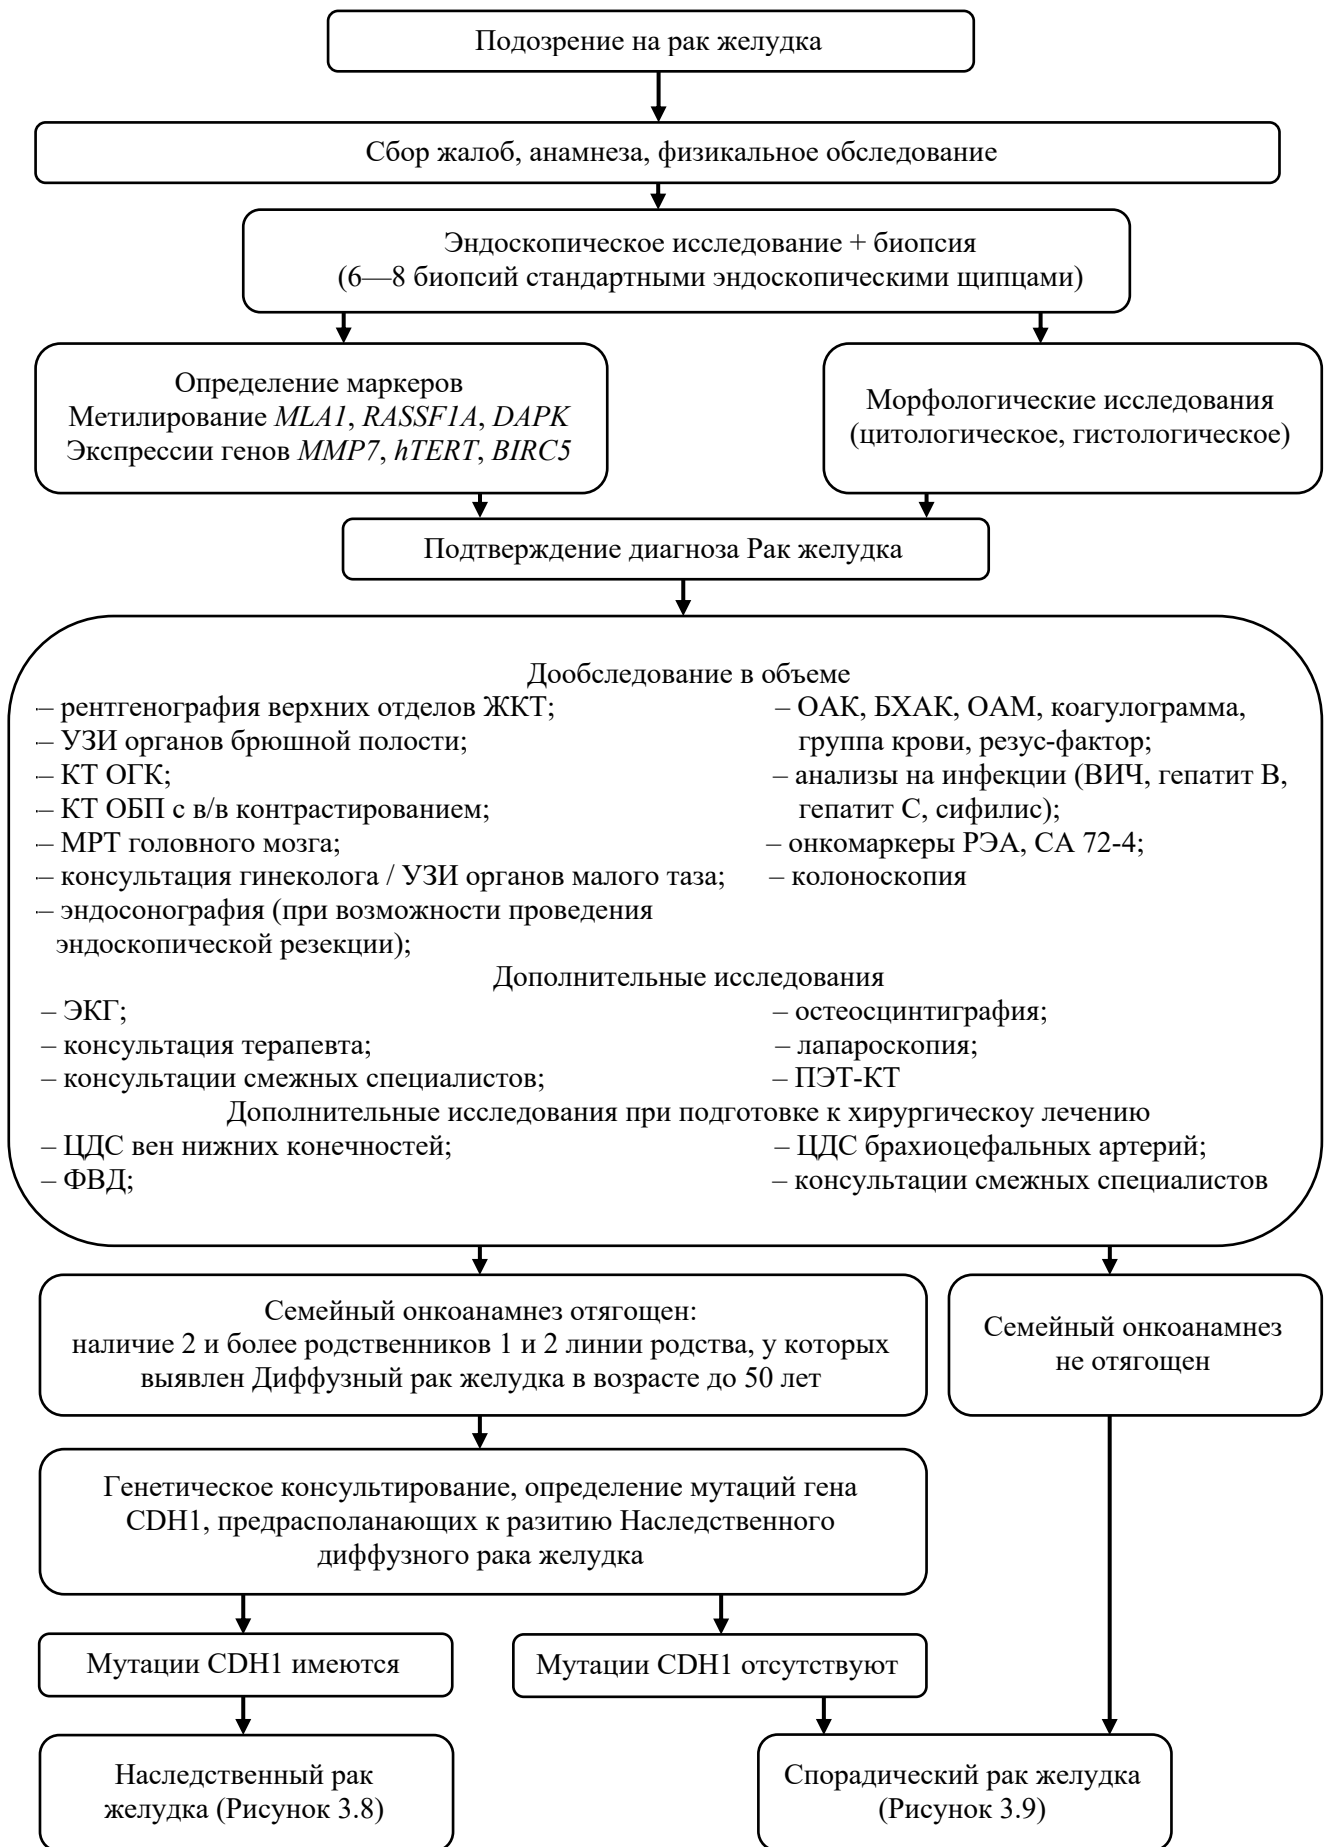 Подозрение на рак желудка
Сбор жалоб, анамнеза, физикальное обследование
Эндоскопическое исследование + биопсия
(6—8 биопсий стандартными эндоскопическими щипцами)
Определение маркеров
Метилирование MLA1, RASSF1A, DAPK
Экспрессии генов MMP7, hTERT, BIRC5
Морфологические исследования
(цитологическое, гистологическое)
Подтверждение диагноза Рак желудка
Дообследование в объеме
– рентгенография верхних отделов ЖКТ;
– УЗИ органов брюшной полости;
– КТ ОГК;
– КТ ОБП с в/в контрастированием;
– МРТ головного мозга;
– консультация гинеколога / УЗИ органов малого таза;
– эндосонография (при возможности проведения
эндоскопической резекции);
– ОАК, БХАК, ОАМ, коагулограмма,
группа крови, резус-фактор;
– анализы на инфекции (ВИЧ, гепатит В,
гепатит С, сифилис);
– онкомаркеры РЭА, СА 72-4;
– колоноскопия
Дополнительные исследования
– ЭКГ;
– консультация терапевта;
– консультации смежных специалистов;
– остеосцинтиграфия;
– лапароскопия;
– ПЭТ-КТ
Дополнительные исследования при подготовке к хирургическоу лечению
– ЦДС вен нижних конечностей;
– ФВД;
– ЦДС брахиоцефальных артерий;
– консультации смежных специалистов
Семейный онкоанамнез отягощен:
наличие 2 и более родственников 1 и 2 линии родства, у которых
выявлен Диффузный рак желудка в возрасте до 50 лет
Семейный онкоанамнез
не отягощен
Генетическое консультирование, определение мутаций гена
CDH1, предрасполанающих к разитию Наследственного
диффузного рака желудка
Мутации CDH1 имеются
Мутации CDH1 отсутствуют
Наследственный рак
желудка (Рисунок 3.8)
Спорадический рак желудка
(Рисунок 3.9)